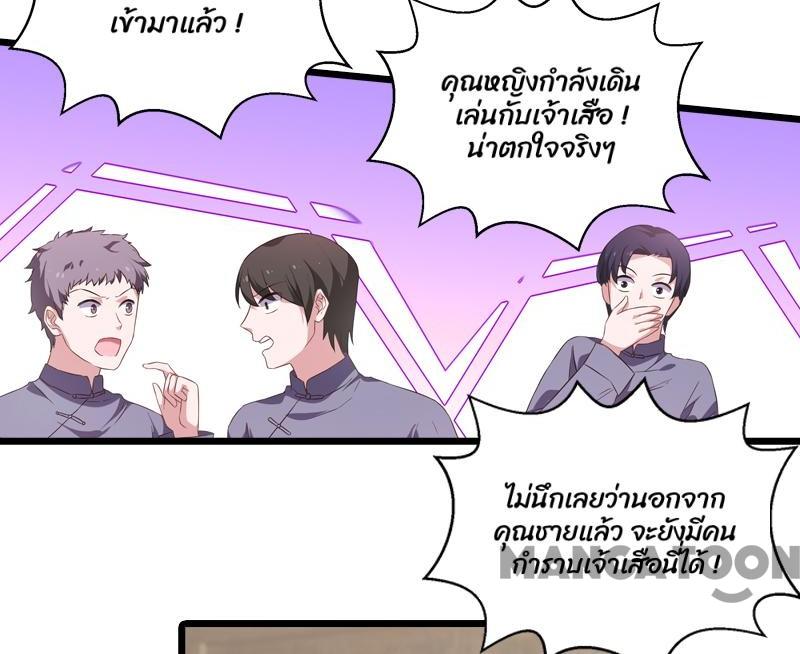 เข้ามาแล้ว !
คุณหญิงกำลังเดิน
เล่นกับเจ้าเสือ !
น่าตกใจจริงๆ
ไม่นึกเลยว่านอกจาก
คุณชายแล้ว จะยังมีคน
กำราบเจ้าเสือนี่ได้ !
MANGATOON